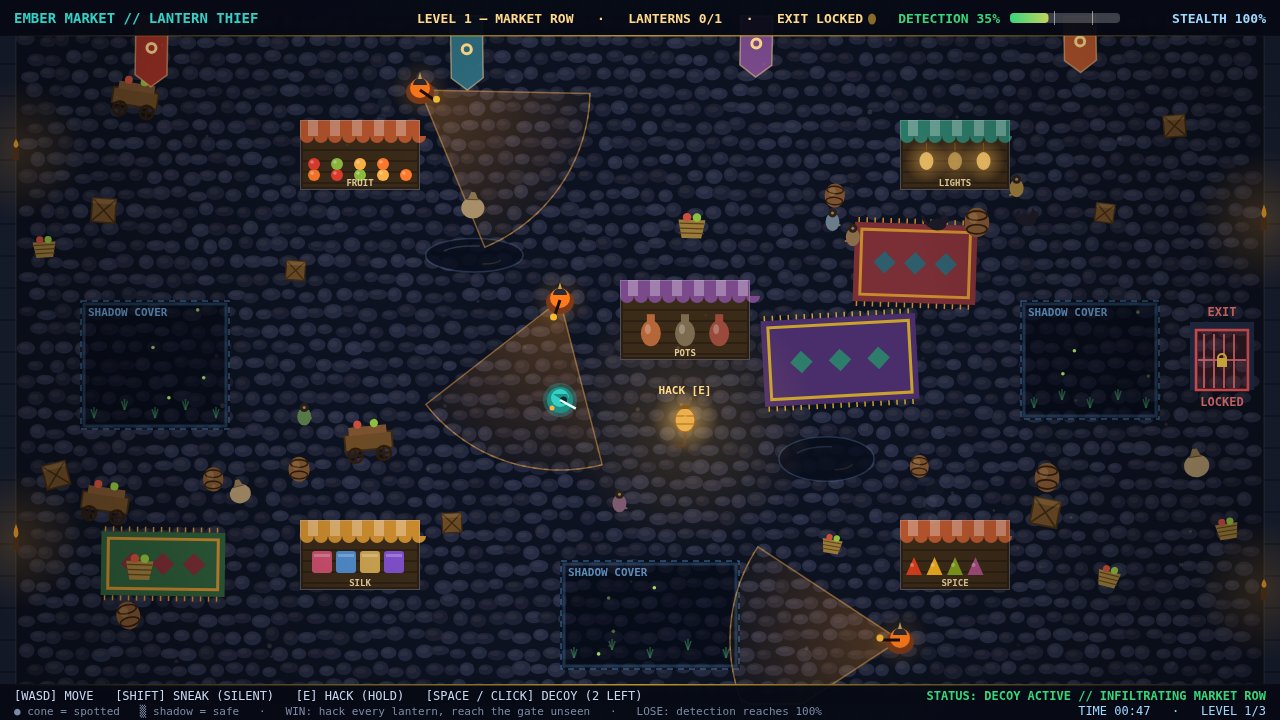 EMBER MARKET // LANTERN THIEF
LEVEL 1 — MARKET ROW · LANTERNS 0/1 · EXIT LOCKED
DETECTION 35%
STEALTH 100%
FRUIT
LIGHTS
SHADOW COVER
SHADOW COVER
EXIT
POTS
HACK [E]
LOCKED
SHADOW COVER
SILK
SPICE
[WASD] MOVE [SHIFT] SNEAK (SILENT) [E] HACK (HOLD) [SPACE / CLICK] DECOY (2 LEFT)
STATUS: DECOY ACTIVE // INFILTRATING MARKET ROW
● cone = spotted ▒ shadow = safe · WIN: hack every lantern, reach the gate unseen · LOSE: detection reaches 100%
TIME 00:47 · LEVEL 1/3